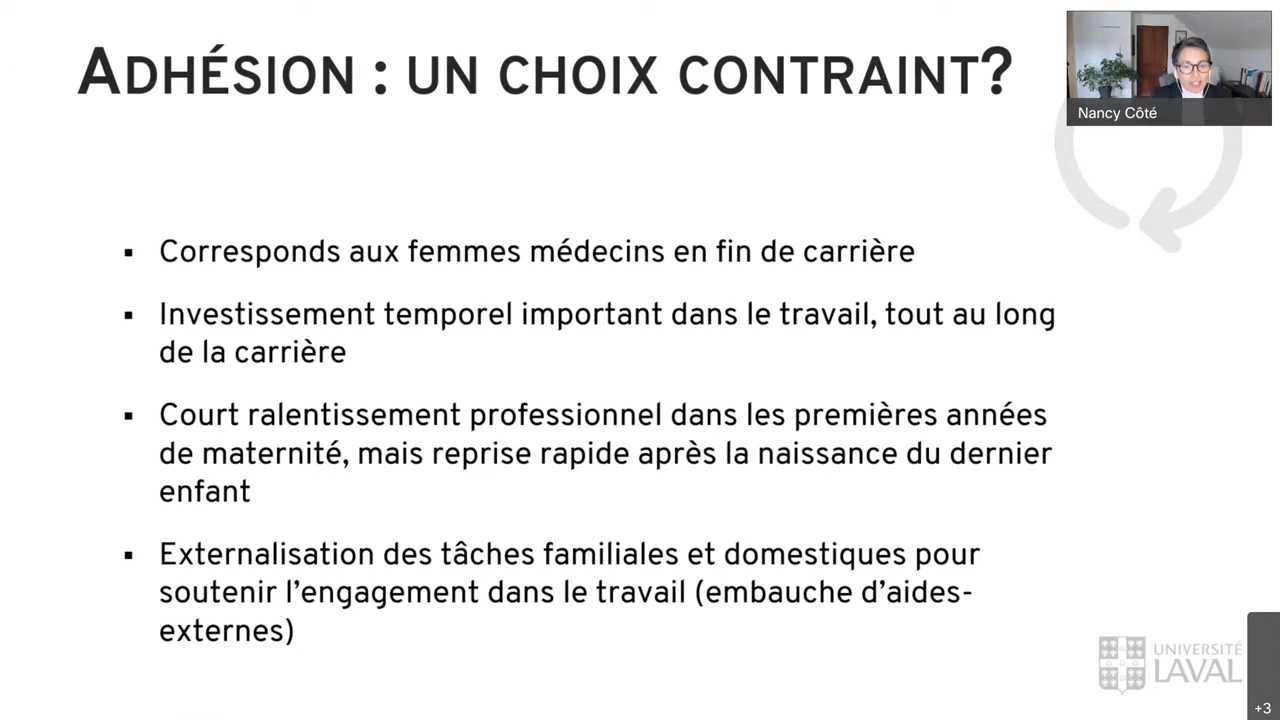 ADHÉSION : UN CHOIX CONTRAINT?
Nancy Côté
▪ Corresponds aux femmes médecins en fin de carrière
▪ Investissement temporel important dans le travail, tout au long
de la carrière
▪ Court ralentissement professionnel dans les premières années
de maternité, mais reprise rapide après la naissance du dernier
enfant
▪ Externalisation des tâches familiales et domestiques pour
soutenir l’engagement dans le travail (embauche d’aides-
externes)
UNIVERSITÉ
LAVAL
+3